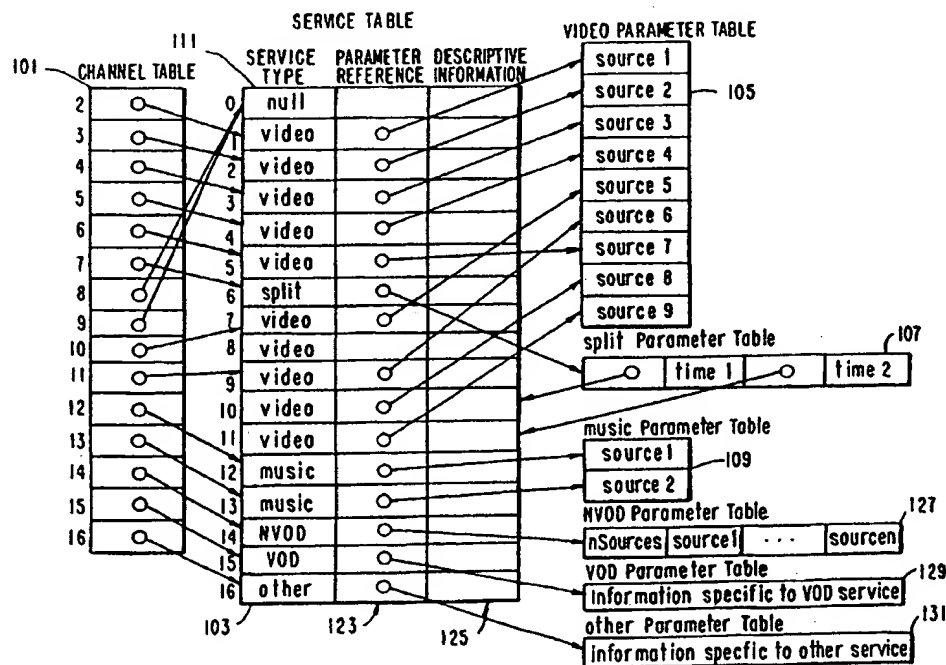 SERVICE TABLE
111
101
CHANNEL TABLE
SERVICE TYPE
PARAMETER REFERENCE
DESCRIPTIVE INFORMATION
VIDEO PARAMETER TABLE
105
2
3
4
5
6
7
8
9
10
11
12
13
14
15
16
0 null
1 video
2 video
3 video
4 video
5 video
6 split
7 video
8 video
9 video
10 video
11 video
12 music
13 music
14 NVOD
15 VOD
16 other
103
123
125
source 1
source 2
source 3
source 4
source 5
source 6
source 7
source 8
source 9
split Parameter Table
107
time 1
time 2
music Parameter Table
source1
source 2
109
NVOD Parameter Table
127
nSources source1 · · · sourcen
VOD Parameter Table
129
Information specific to VOD service
other Parameter Table
131
Information specfic to other service